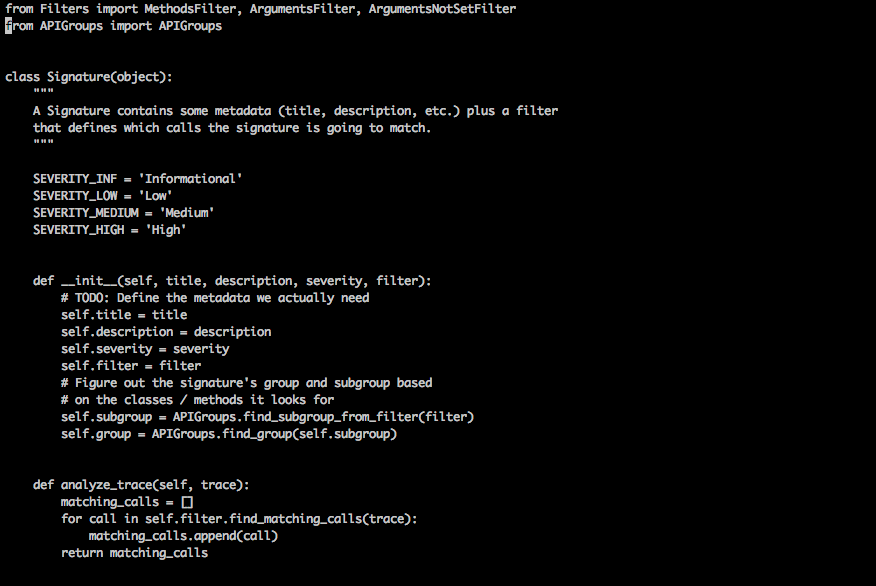 from Filters import MethodsFilter, ArgumentsFilter, ArgumentsNotSetFilter
from APIGroups import APIGroups
class Signature(object):
    """
    A Signature contains some metadata (title, description, etc.) plus a filter
    that defines which calls the signature is going to match.
    """
    SEVERITY_INF = 'Informational'
    SEVERITY_LOW = 'Low'
    SEVERITY_MEDIUM = 'Medium'
    SEVERITY_HIGH = 'High'
    def __init__(self, title, description, severity, filter):
        # TODO: Define the metadata we actually need
        self.title = title
        self.description = description
        self.severity = severity
        self.filter = filter
        # Figure out the signature's group and subgroup based
        # on the classes / methods it looks for
        self.subgroup = APIGroups.find_subgroup_from_filter(filter)
        self.group = APIGroups.find_group(self.subgroup)
    def analyze_trace(self, trace):
        matching_calls = []
        for call in self.filter.find_matching_calls(trace):
            matching_calls.append(call)
        return matching_calls